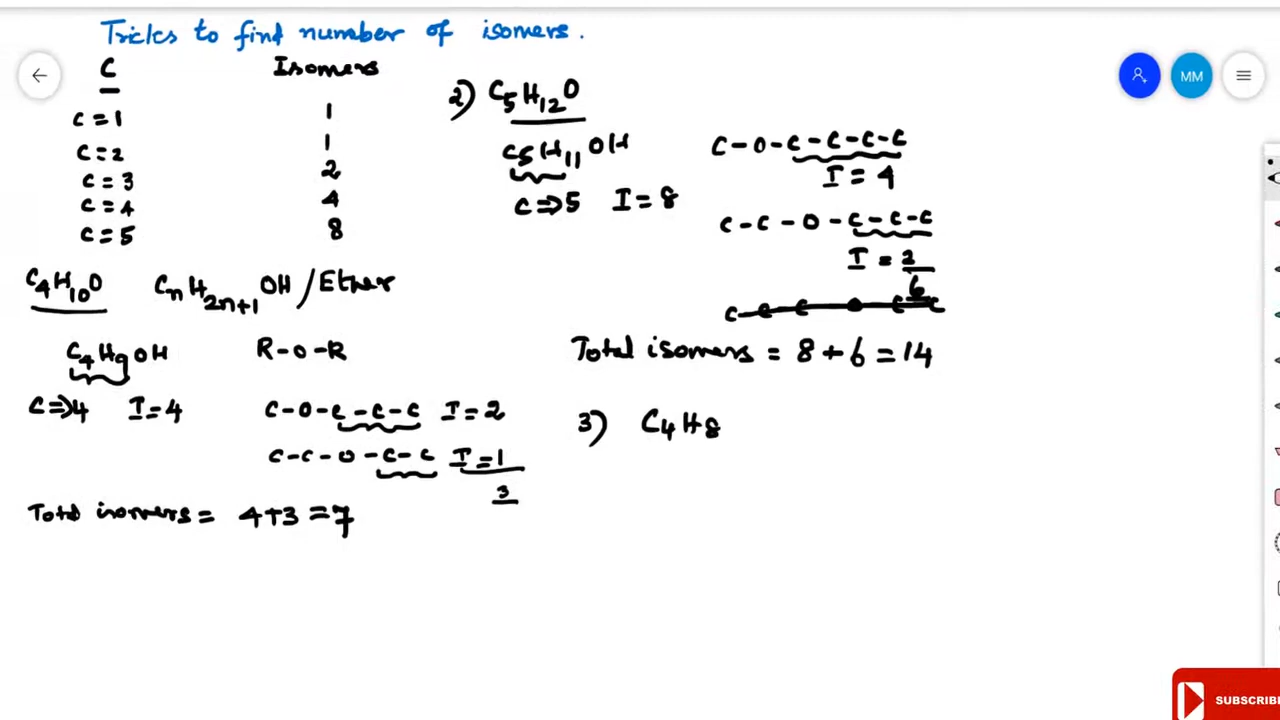 Tricks to find number of isomers.
C Isomers
C = 1 1
C = 2 1
C = 3 2
C = 4 4
C = 5 8
C₄H₁₀O CₙH₂ₙ₊₁OH / Ether
C₄H₉OH R-O-R
C⇒4 I=4 C-O-C-C-C I=2
C-C-O-C-C I=1
3
Total isomers = 4+3=7
2) C₅H₁₂O
C₅H₁₁OH
C⇒5 I=8
C-O-C-C-C-C
I=4
C-C-O-C-C-C
I=2
6
C-C-C-O-C-C
Total isomers = 8+6=14
3) C₄H₈
MM
SUBSCRIBE